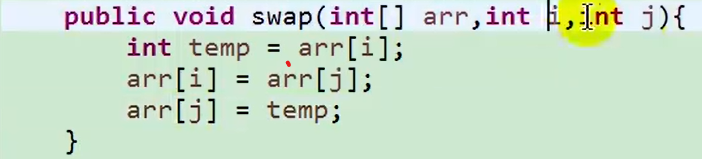 public void swap(int[] arr,int i,int j){
int temp = arr[i];
arr[i] = arr[j];
arr[j] = temp;
}